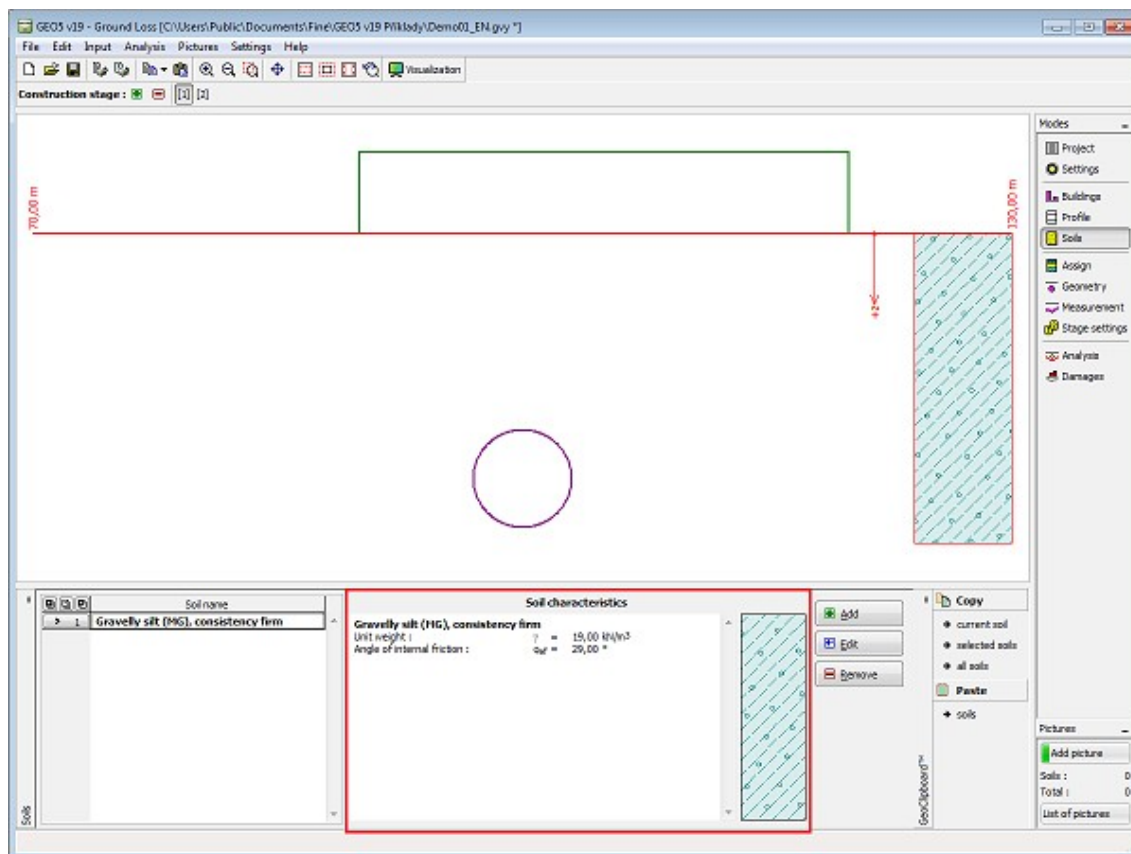 GEO5 v19 - Ground Loss [C:\Users\Public\Documents\Fine\GEO5 v19 Příklady\Demo01_EN.gvy *]
File Edit Input Analysis Pictures Settings Help
Visualization
Construction stage : [1] [2]
70,00 m
130,00 m
+z
Modes
Project
Settings
Buildings
Profile
Soils
Assign
Geometry
Measurement
Stage settings
Analysis
Damages
Soil name
1 Gravelly silt (MG), consistency firm
Soils
Soil characteristics
Gravelly silt (MG), consistency firm
Unit weight : γ = 19,00 kN/m³
Angle of internal friction : φef = 29,00 °
Add
Edit
Remove
Copy
current soil
selected soils
all soils
Paste
soils
GeoClipboard™
Pictures
Add picture
Soils : 0
Total : 0
List of pictures